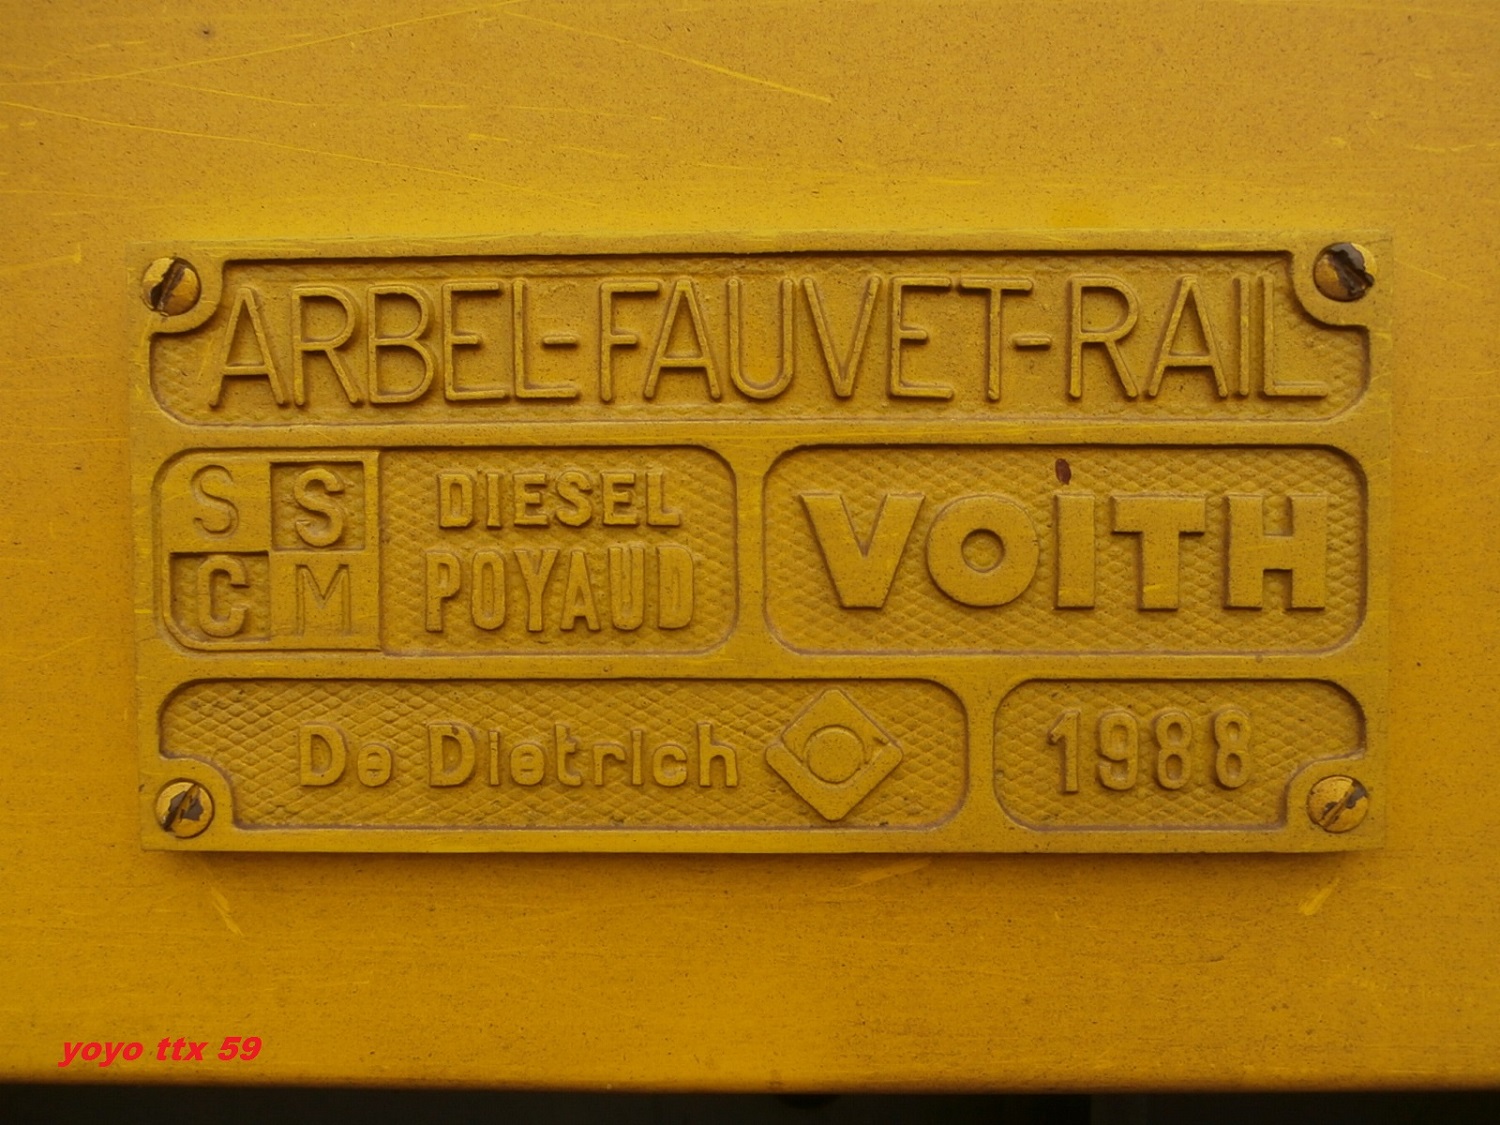 ARBEL-FAUVET-RAIL
S S
C M
DIESEL
POYAUD
VOITH
De Dietrich
1988
yoyo ttx 59